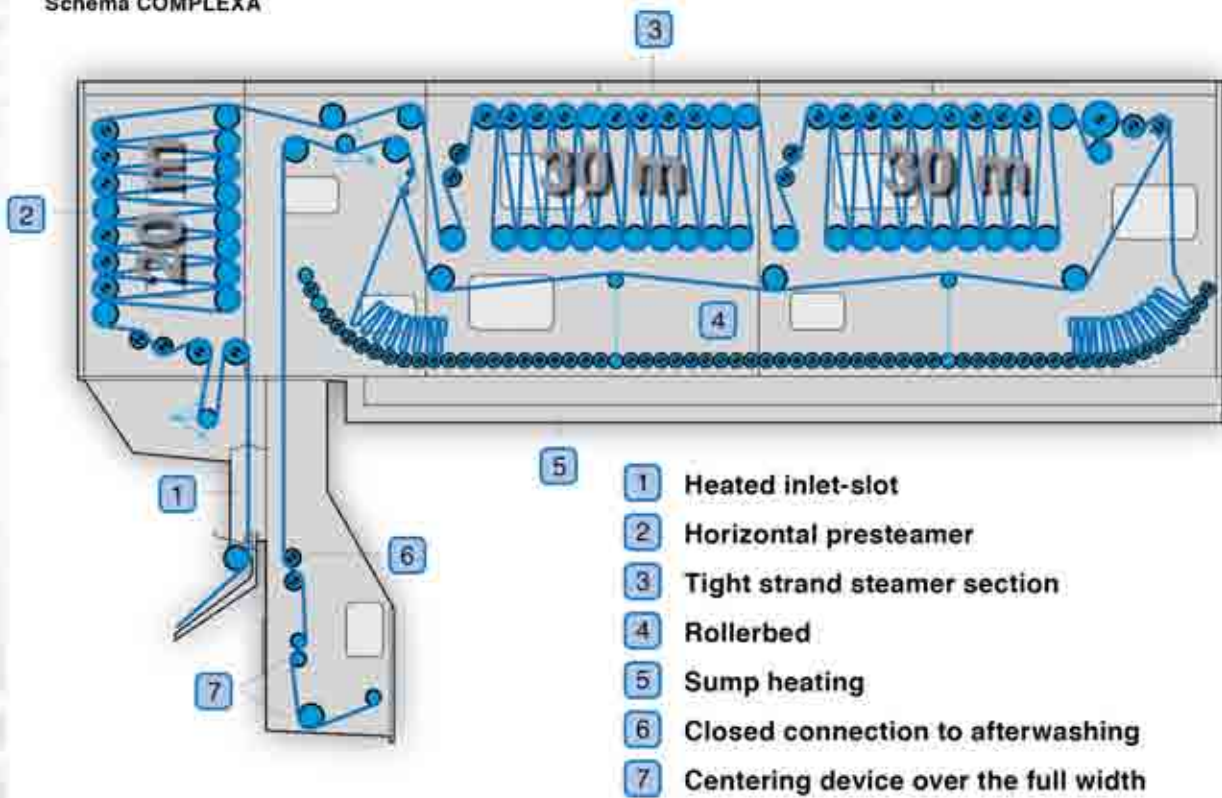 Schema COMPLEXA
3
2
20 m
30 m
30 m
4
5
1
6
7
1 Heated inlet-slot
2 Horizontal presteamer
3 Tight strand steamer section
4 Rollerbed
5 Sump heating
6 Closed connection to afterwashing
7 Centering device over the full width